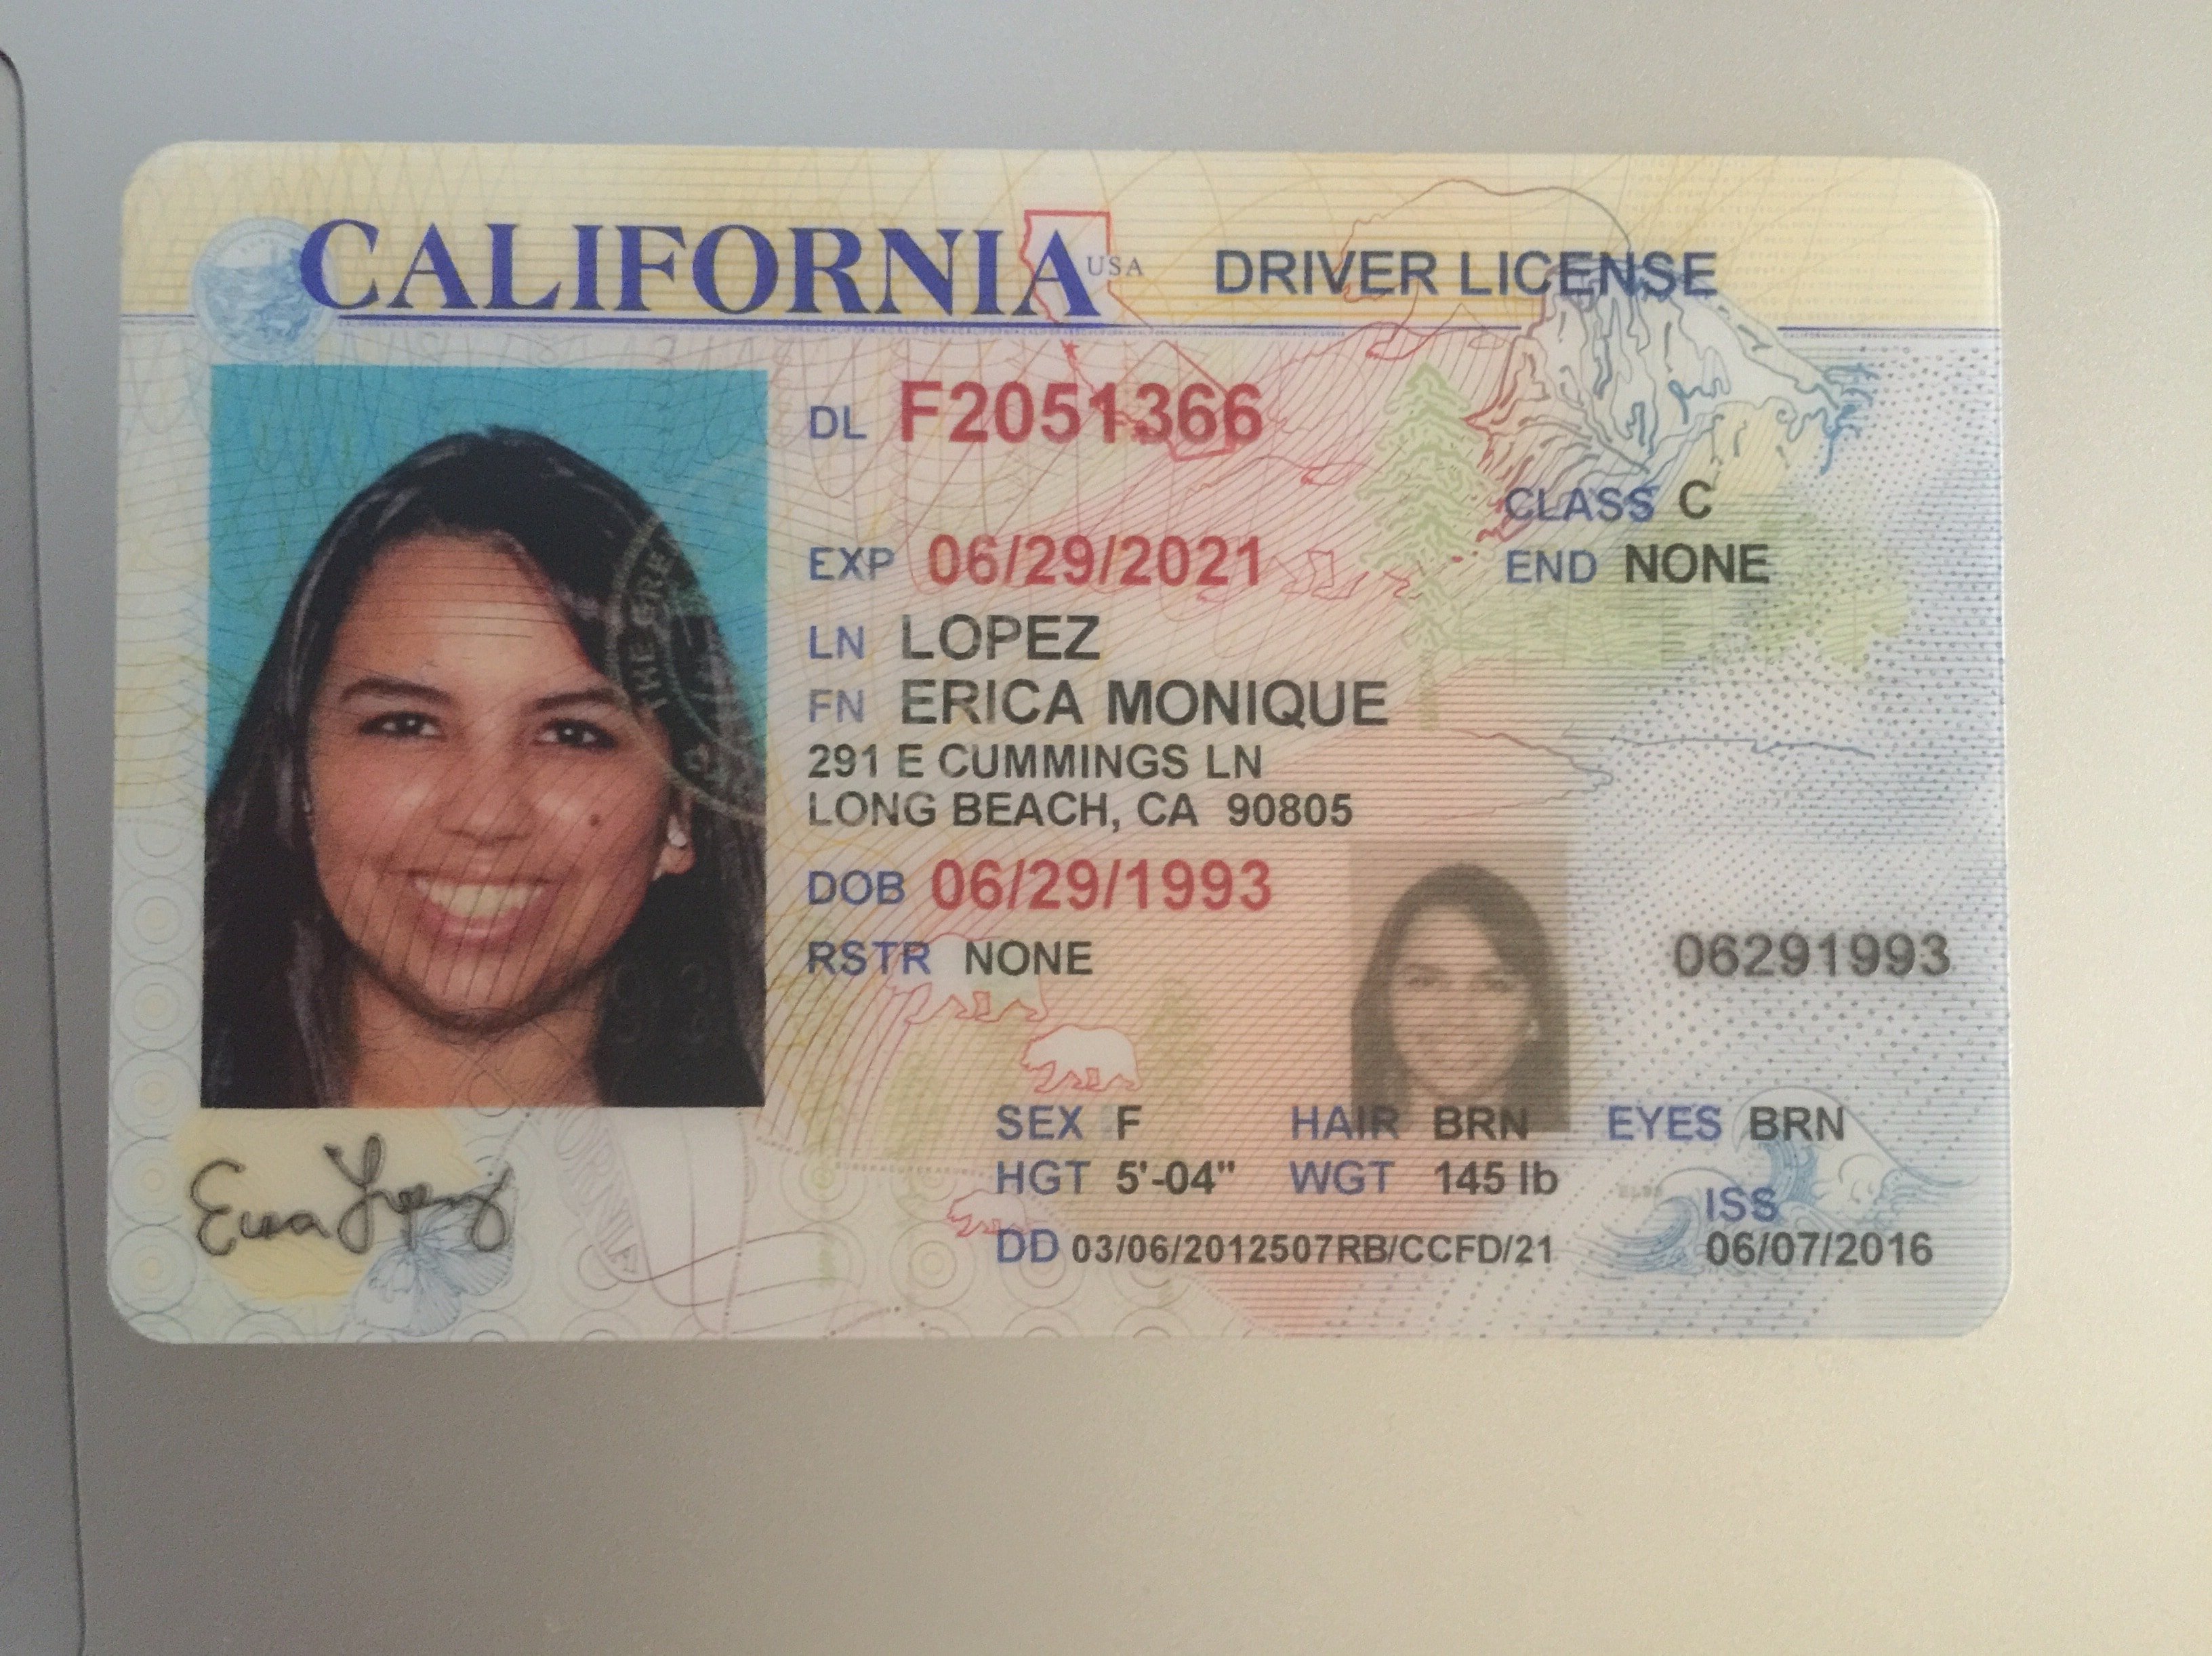 CALIFORNIA USA DRIVER LICENSE
DL F2051366
CLASS C
EXP 06/29/2021
END NONE
LN LOPEZ
FN ERICA MONIQUE
291 E CUMMINGS LN
LONG BEACH, CA 90805
DOB 06/29/1993
RSTR NONE
06291993
SEX F HAIR BRN EYES BRN
HGT 5'-04" WGT 145 lb
ISS
DD 03/06/2012507RB/CCFD/21
06/07/2016
Erica Lopez